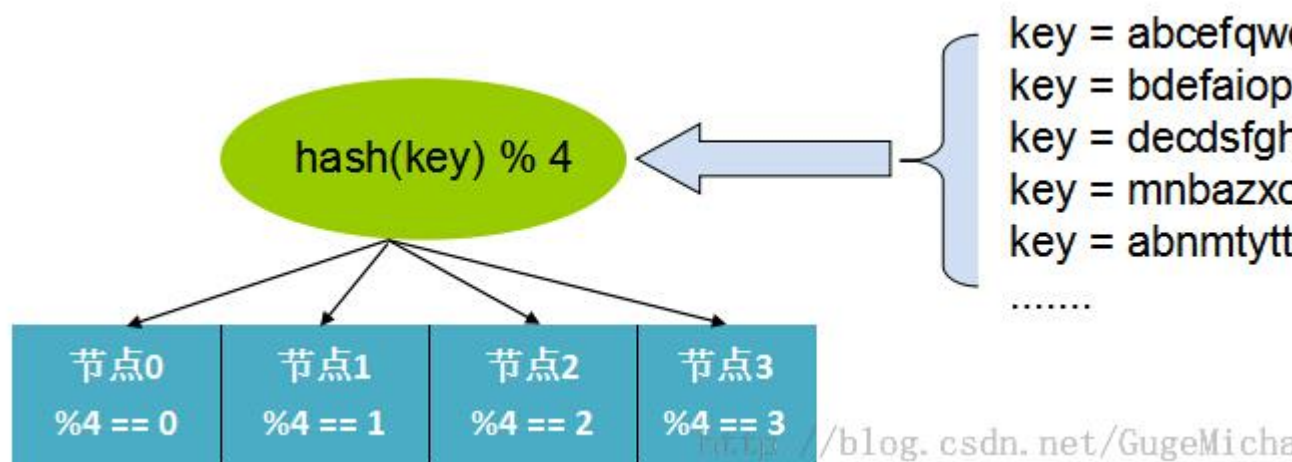 key = abcefqw
key = bdefaiop
key = decdsfgh
key = mnbazxc
key = abnmtytt
.......
hash(key) % 4
节点0 节点1 节点2 节点3
%4 == 0 %4 == 1 %4 == 2 %4 == 3
http://blog.csdn.net/GugeMicha